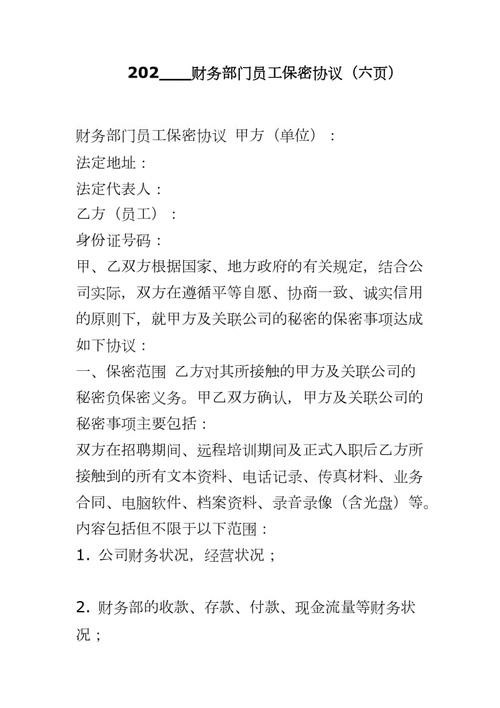 202____财务部门员工保密协议（六页）
财务部门员工保密协议 甲方（单位）：
法定地址：
法定代表人：
乙方（员工）：
身份证号码：
甲、乙双方根据国家、地方政府的有关规定，结合公
司实际，双方在遵循平等自愿、协商一致、诚实信用
的原则下，就甲方及关联公司的秘密的保密事项达成
如下协议：
一、保密范围 乙方对其所接触的甲方及关联公司的
秘密负保密义务。甲乙双方确认，甲方及关联公司的
秘密事项主要包括：
双方在招聘期间、远程培训期间及正式入职后乙方所
接触到的所有文本资料、电话记录、传真材料、业务
合同、电脑软件、档案资料、录音录像（含光盘）等。
内容包括但不限于以下范围：
1. 公司财务状况，经营状况；
2. 财务部的收款、存款、付款、现金流量等财务状
况；